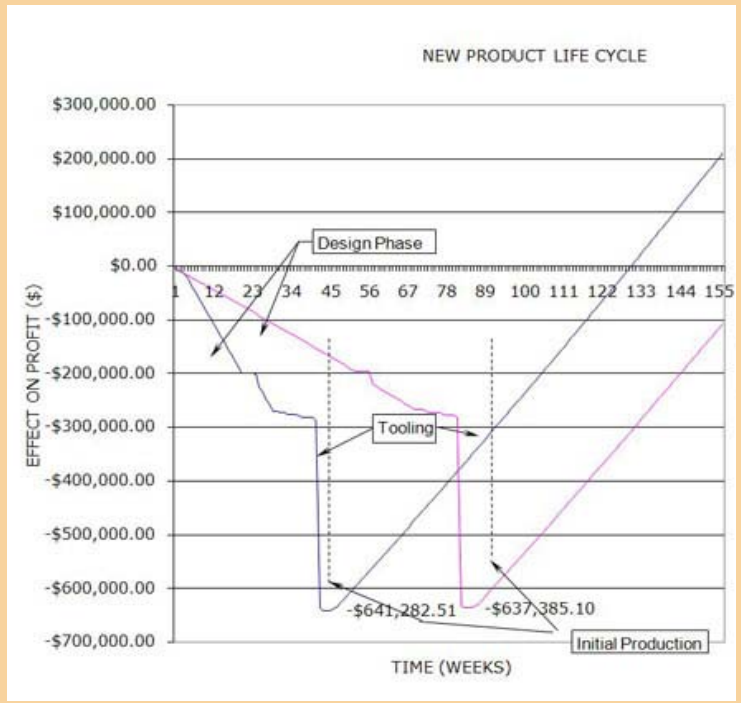 NEW PRODUCT LIFE CYCLE
$300,000.00
$200,000.00
$100,000.00
$0.00
-$100,000.00
-$200,000.00
-$300,000.00
-$400,000.00
-$500,000.00
-$600,000.00
-$700,000.00
EFFECT ON PROFIT ($)
Design Phase
1 12 23 34 45 56 67 78 89 100 111 122 133 144 155
Tooling
-$641,282.51 -$637,385.10
Initial Production
TIME (WEEKS)